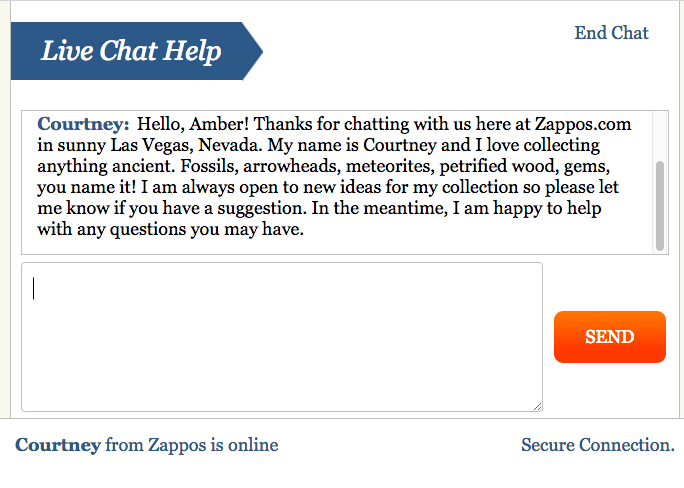 Live Chat Help
End Chat
Courtney: Hello, Amber! Thanks for chatting with us here at Zappos.com
in sunny Las Vegas, Nevada. My name is Courtney and I love collecting
anything ancient. Fossils, arrowheads, meteorites, petrified wood, gems,
you name it! I am always open to new ideas for my collection so please let
me know if you have a suggestion. In the meantime, I am happy to help
with any questions you may have.
SEND
Courtney from Zappos is online
Secure Connection.